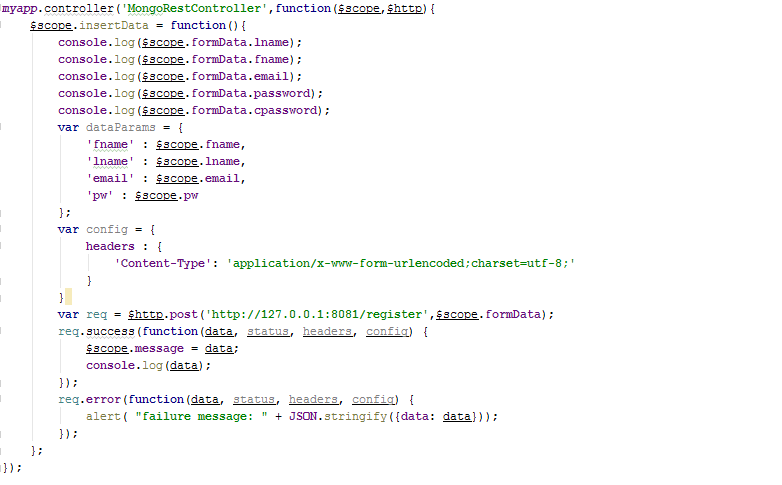 myapp.controller('MongoRestController',function($scope,$http){
    $scope.insertData = function(){
        console.log($scope.formData.lname);
        console.log($scope.formData.fname);
        console.log($scope.formData.email);
        console.log($scope.formData.password);
        console.log($scope.formData.cpassword);
        var dataParams = {
            'fname' : $scope.fname,
            'lname' : $scope.lname,
            'email' : $scope.email,
            'pw' : $scope.pw
        };
        var config = {
            headers : {
                'Content-Type': 'application/x-www-form-urlencoded;charset=utf-8;'
            }
        }
        var req = $http.post('http://127.0.0.1:8081/register',$scope.formData);
        req.success(function(data, status, headers, config) {
            $scope.message = data;
            console.log(data);
        });
        req.error(function(data, status, headers, config) {
            alert( "failure message: " + JSON.stringify({data: data}));
        });
    };
});